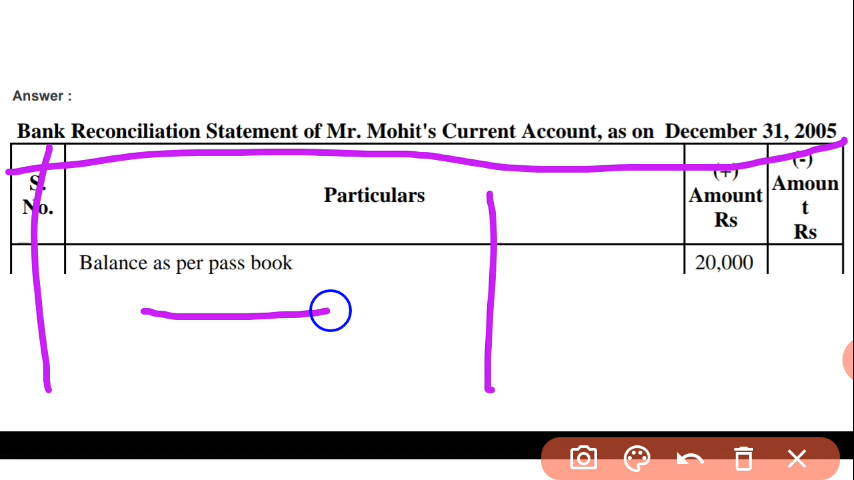 Answer :
Bank Reconciliation Statement of Mr. Mohit's Current Account, as on December 31, 2005
S. No.
Particulars
(+) Amount Rs
(-) Amoun t Rs
Balance as per pass book 20,000